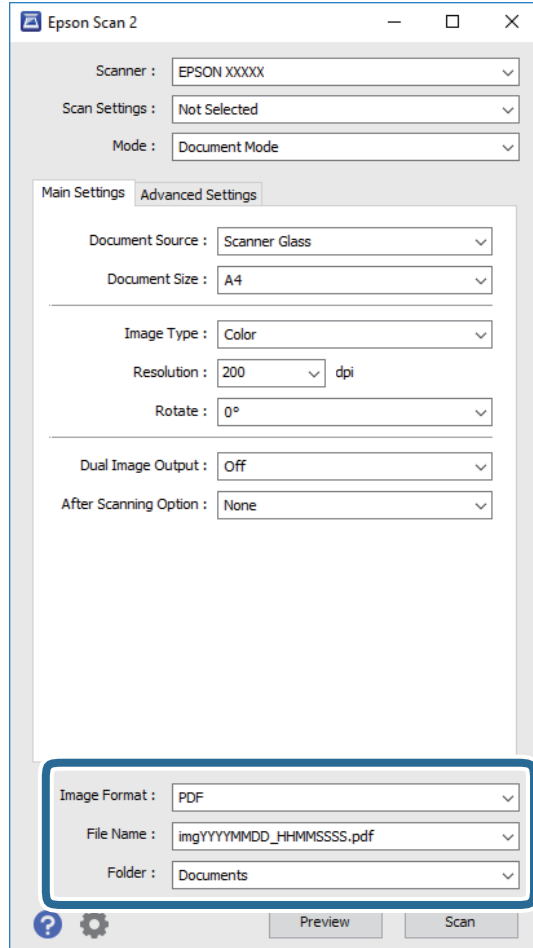 Epson Scan 2
Scanner : EPSON XXXXX
Scan Settings : Not Selected
Mode : Document Mode
Main Settings Advanced Settings
Document Source : Scanner Glass
Document Size : A4
Image Type : Color
Resolution : 200 dpi
Rotate : 0°
Dual Image Output : Off
After Scanning Option : None
Image Format : PDF
File Name : imgYYYYMMDD_HHMMSSSS.pdf
Folder : Documents
? Preview Scan